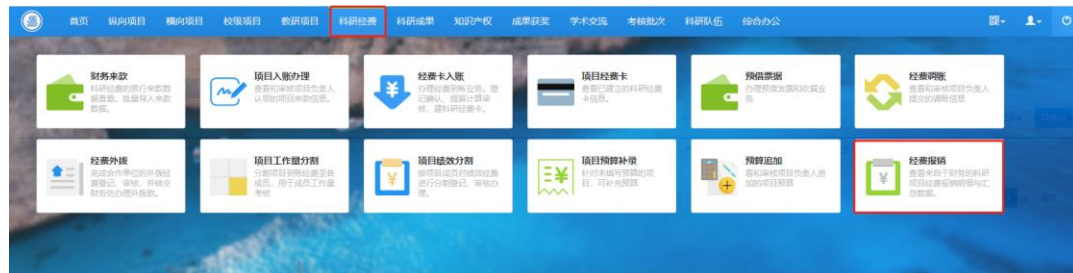 首页 纵向项目 横向项目 校级项目 教研项目 科研经费 科研成果 知识产权 成果获奖 学术交流 考核批次 科研队伍 综合办公
财务来款
科研经费的银行来款数
据查看。批量导入来款
数据。
项目入账办理
查看和审核项目负责人
认领的项目来款信息。
经费卡入账
办理经费到帐业务。登
记确认、提留计算审
核、建科研经费卡。
项目经费卡
查看已建立的科研经费
卡信息。
预借票据
办理预借发票和收据业
务
经费调账
查看和审核项目负责人
提交的调账信息
经费外拨
完成合作单位的外拨经
费登记、审核、并转交
财务处办理外拨款。
项目工作量分割
分割项目到账经费至各
成员，用于成员工作量
考核
项目绩效分割
按项目成员对绩效经费
进行分割登记、审核办
理。
项目预算补录
针对未填写预算的项
目，可补充预算
预算追加
看和审核项目负责人追
加的项目预算
经费报销
查看来自于财务的科研
项目经费报销明细与汇
总数据。